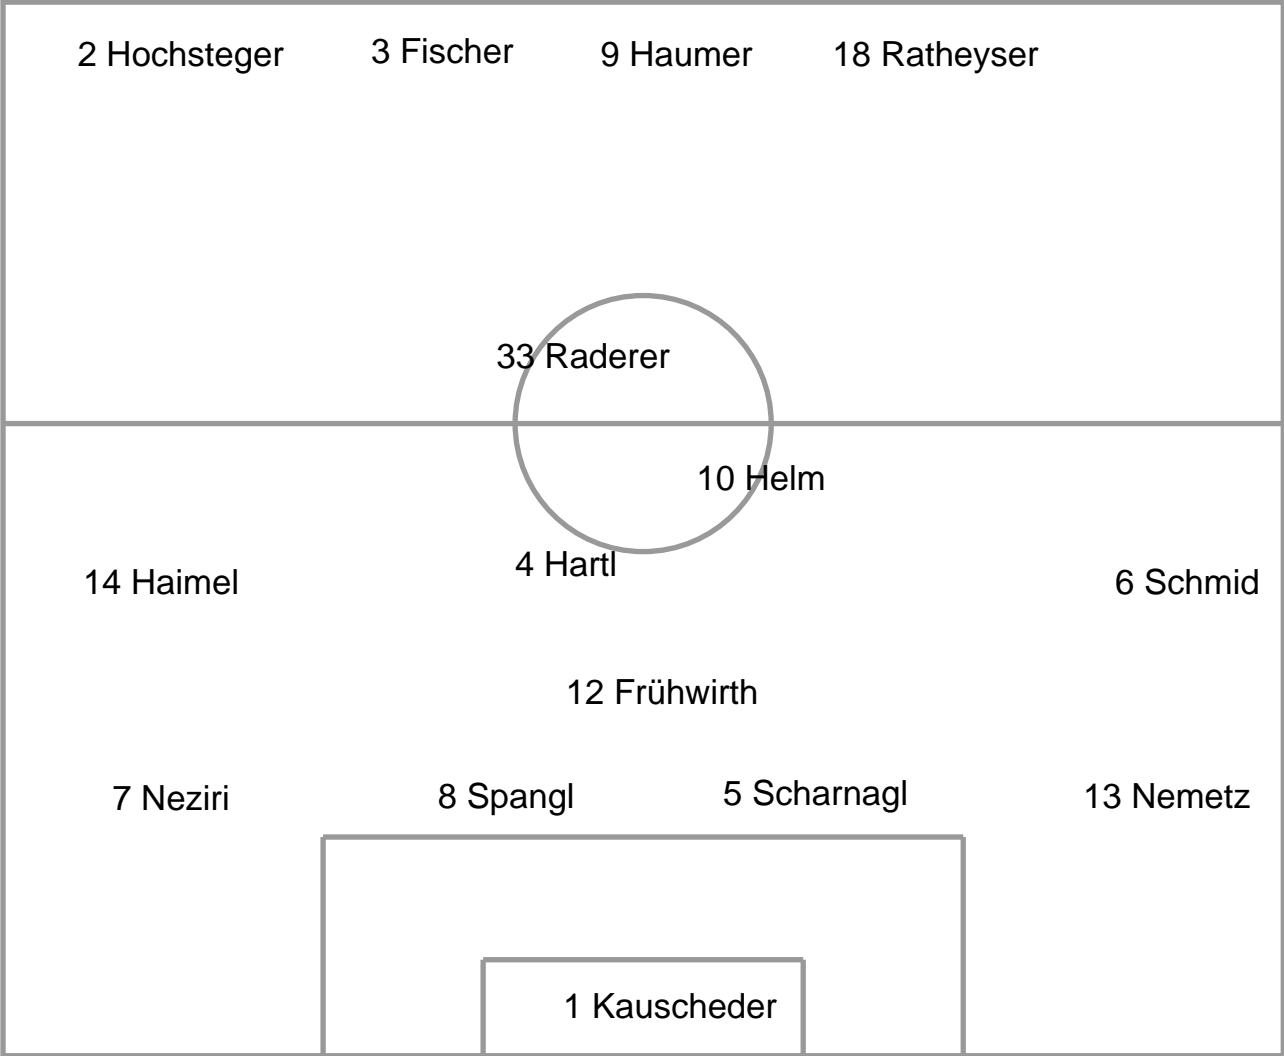 2 Hochsteger
3 Fischer
9 Haumer
18 Ratheyser
33 Raderer
10 Helm
4 Hartl
14 Haimel
6 Schmid
12 Frühwirth
7 Neziri
8 Spangl
5 Scharnagl
13 Nemetz
1 Kauscheder